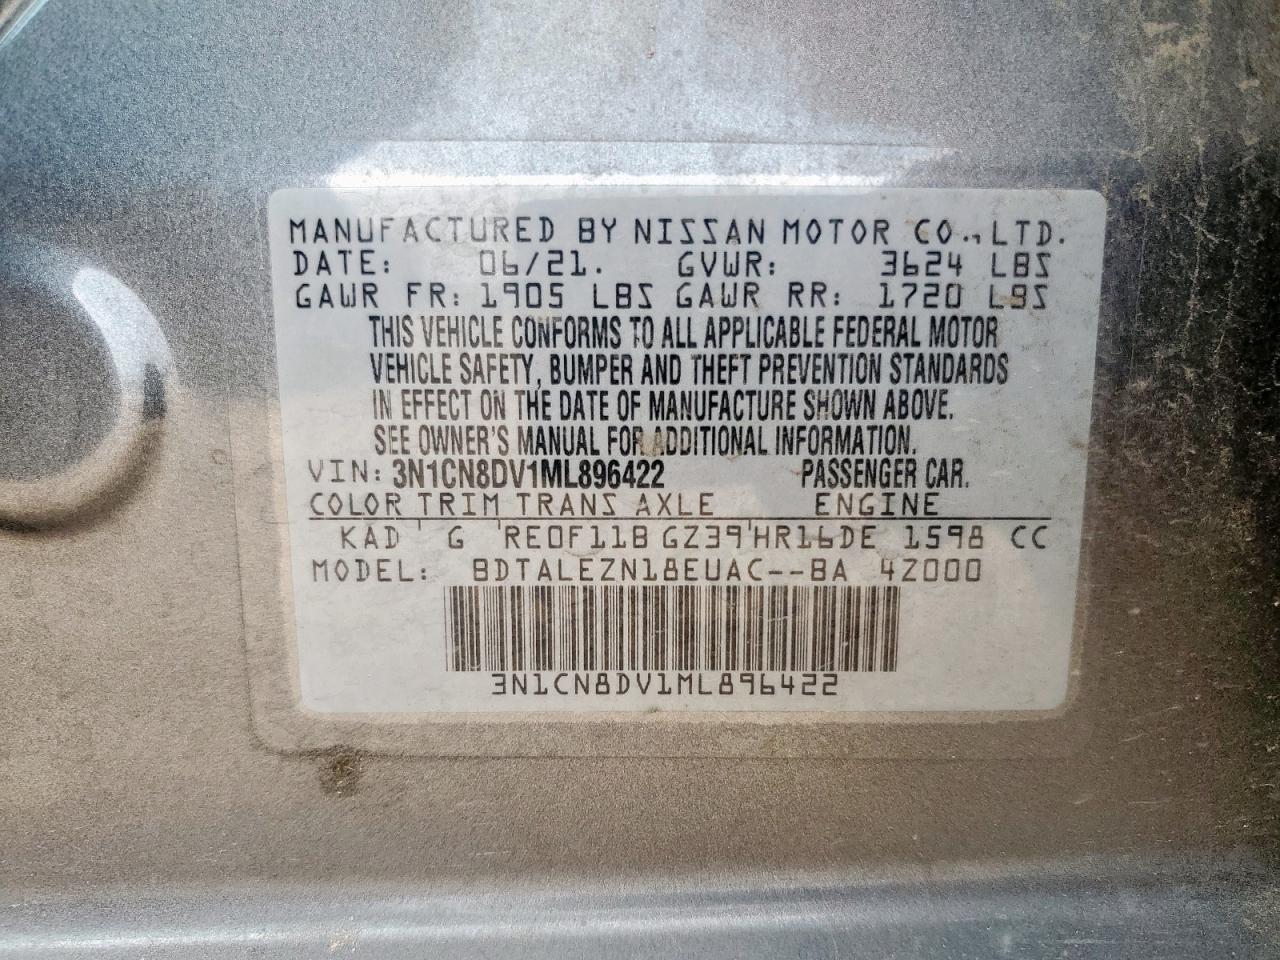 MANUFACTURED BY NISSAN MOTOR CO., LTD.
DATE: 06/21. GVWR: 3624 LBS
GAWR FR: 1905 LBS GAWR RR: 1720 LBS
THIS VEHICLE CONFORMS TO ALL APPLICABLE FEDERAL MOTOR
VEHICLE SAFETY, BUMPER AND THEFT PREVENTION STANDARDS
IN EFFECT ON THE DATE OF MANUFACTURE SHOWN ABOVE.
SEE OWNER'S MANUAL FOR ADDITIONAL INFORMATION.
VIN: 3N1CN8DV1ML896422 PASSENGER CAR.
COLOR TRIM TRANS AXLE ENGINE
KAD G RE0F11B GZ39 HR16DE 1598 CC
MODEL: BDTALEZN18EUAC--BA 42000
3N1CN8DV1ML896422